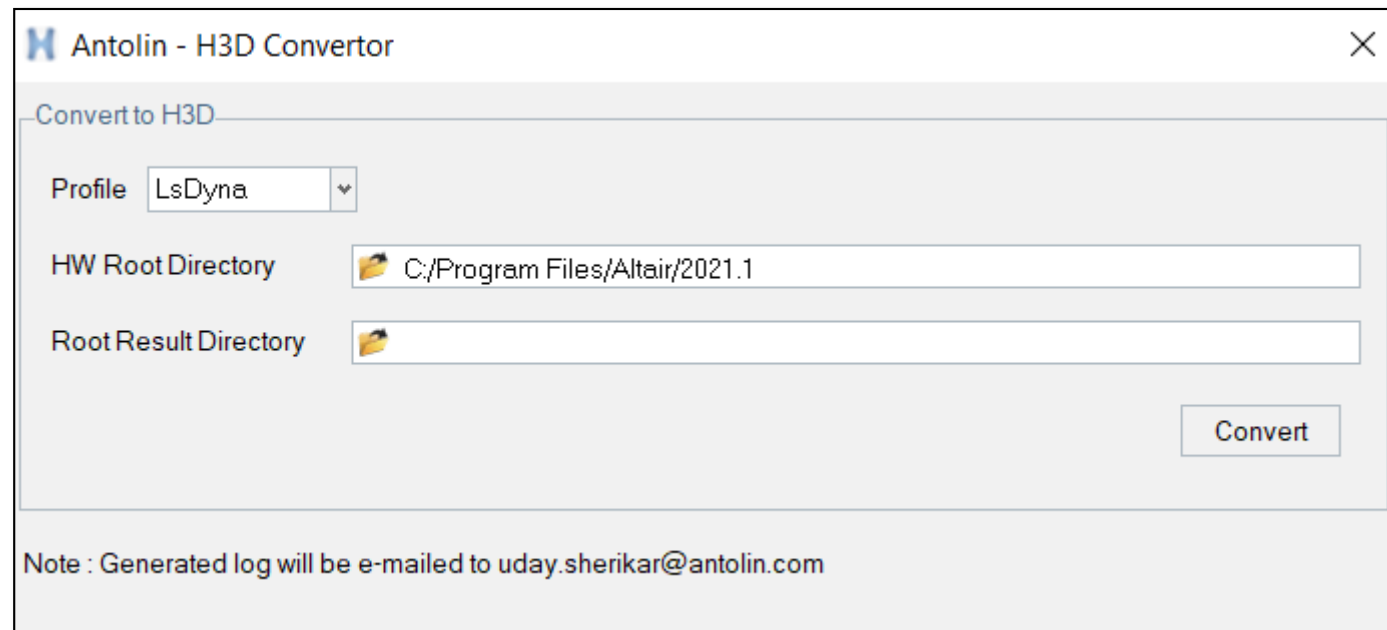 Antolin - H3D Convertor
Convert to H3D
Profile LsDyna
HW Root Directory C:/Program Files/Altair/2021.1
Root Result Directory
Convert
Note : Generated log will be e-mailed to uday.sherikar@antolin.com